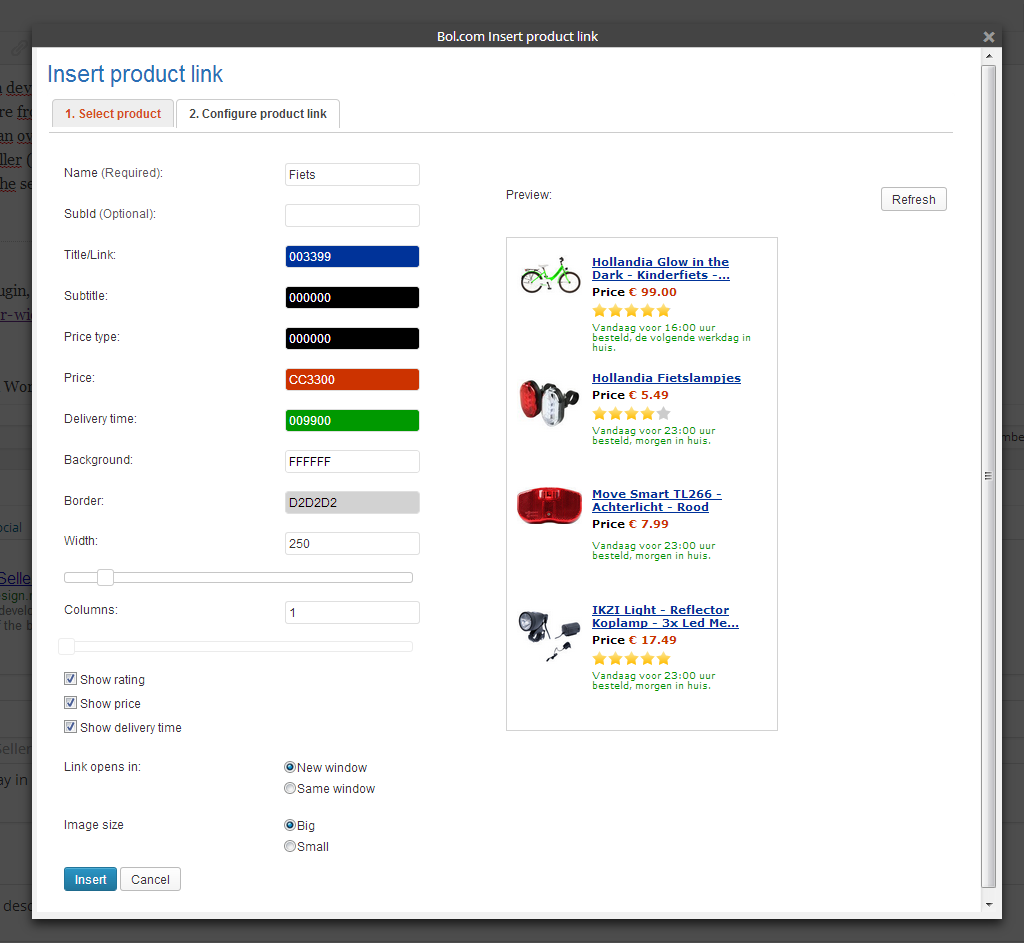 Bol.com Insert product link
Insert product link
1. Select product
2. Configure product link
Name (Required):
Fiets
SubId (Optional):
Title/Link:
003399
Subtitle:
000000
Price type:
000000
Price:
CC3300
Delivery time:
009900
Background:
FFFFFF
Border:
D2D2D2
Width:
250
Columns:
1
Show rating
Show price
Show delivery time
Link opens in:
New window
Same window
Image size
Big
Small
Insert
Cancel
Preview:
Refresh
Hollandia Glow in the
Dark - Kinderfiets -...
Price € 99.00
Vandaag voor 16:00 uur
besteld, de volgende werkdag in
huis.
Hollandia Fietslampjes
Price € 5.49
Vandaag voor 23:00 uur
besteld, morgen in huis.
Move Smart TL266 -
Achterlicht - Rood
Price € 7.99
Vandaag voor 23:00 uur
besteld, morgen in huis.
IKZI Light - Reflector
Koplamp - 3x Led Me...
Price € 17.49
Vandaag voor 23:00 uur
besteld, morgen in huis.